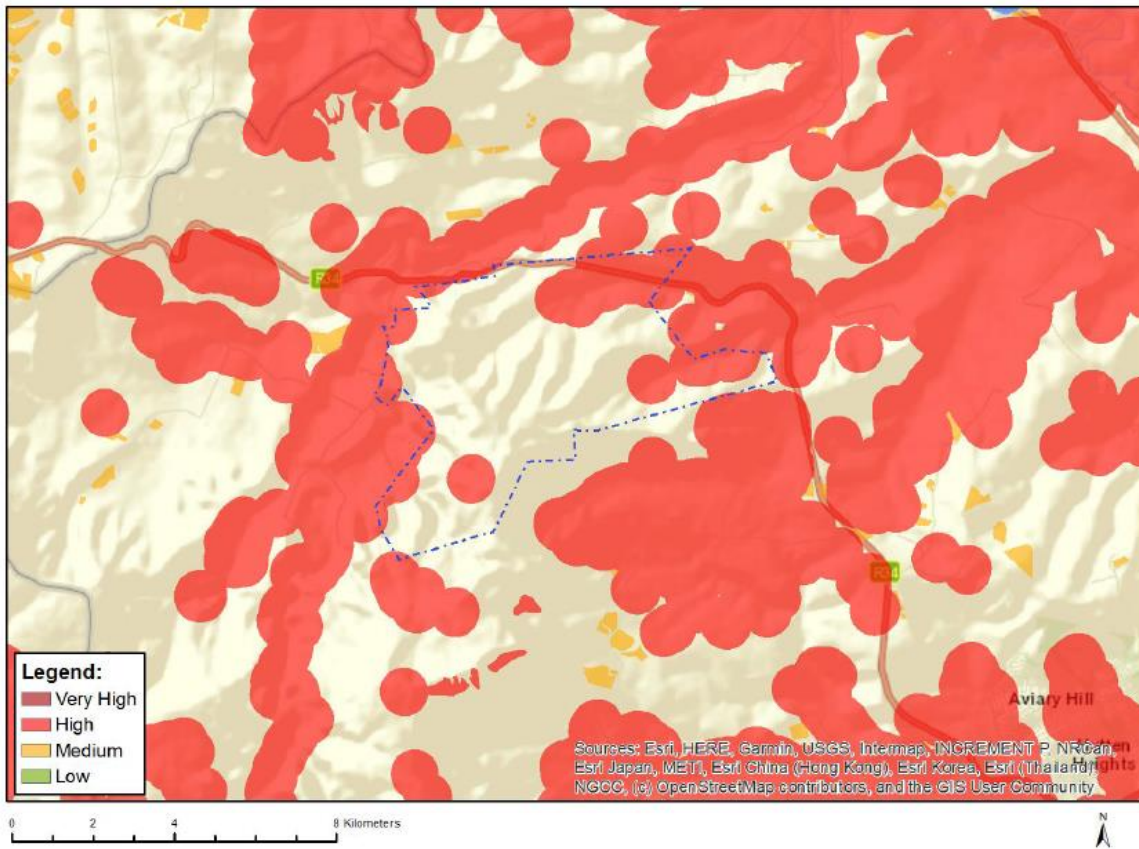 R34
R34
Legend:
Very High
High
Medium
Low
Aviary Hill
Hutten
Heights
Sources: Esri, HERE, Garmin, USGS, Intermap, INCREMENT P, NRCan,
Esri Japan, METI, Esri China (Hong Kong), Esri Korea, Esri (Thailand),
NGCC, (c) OpenStreetMap contributors, and the GIS User Community
0 2 4 8 Kilometers
N